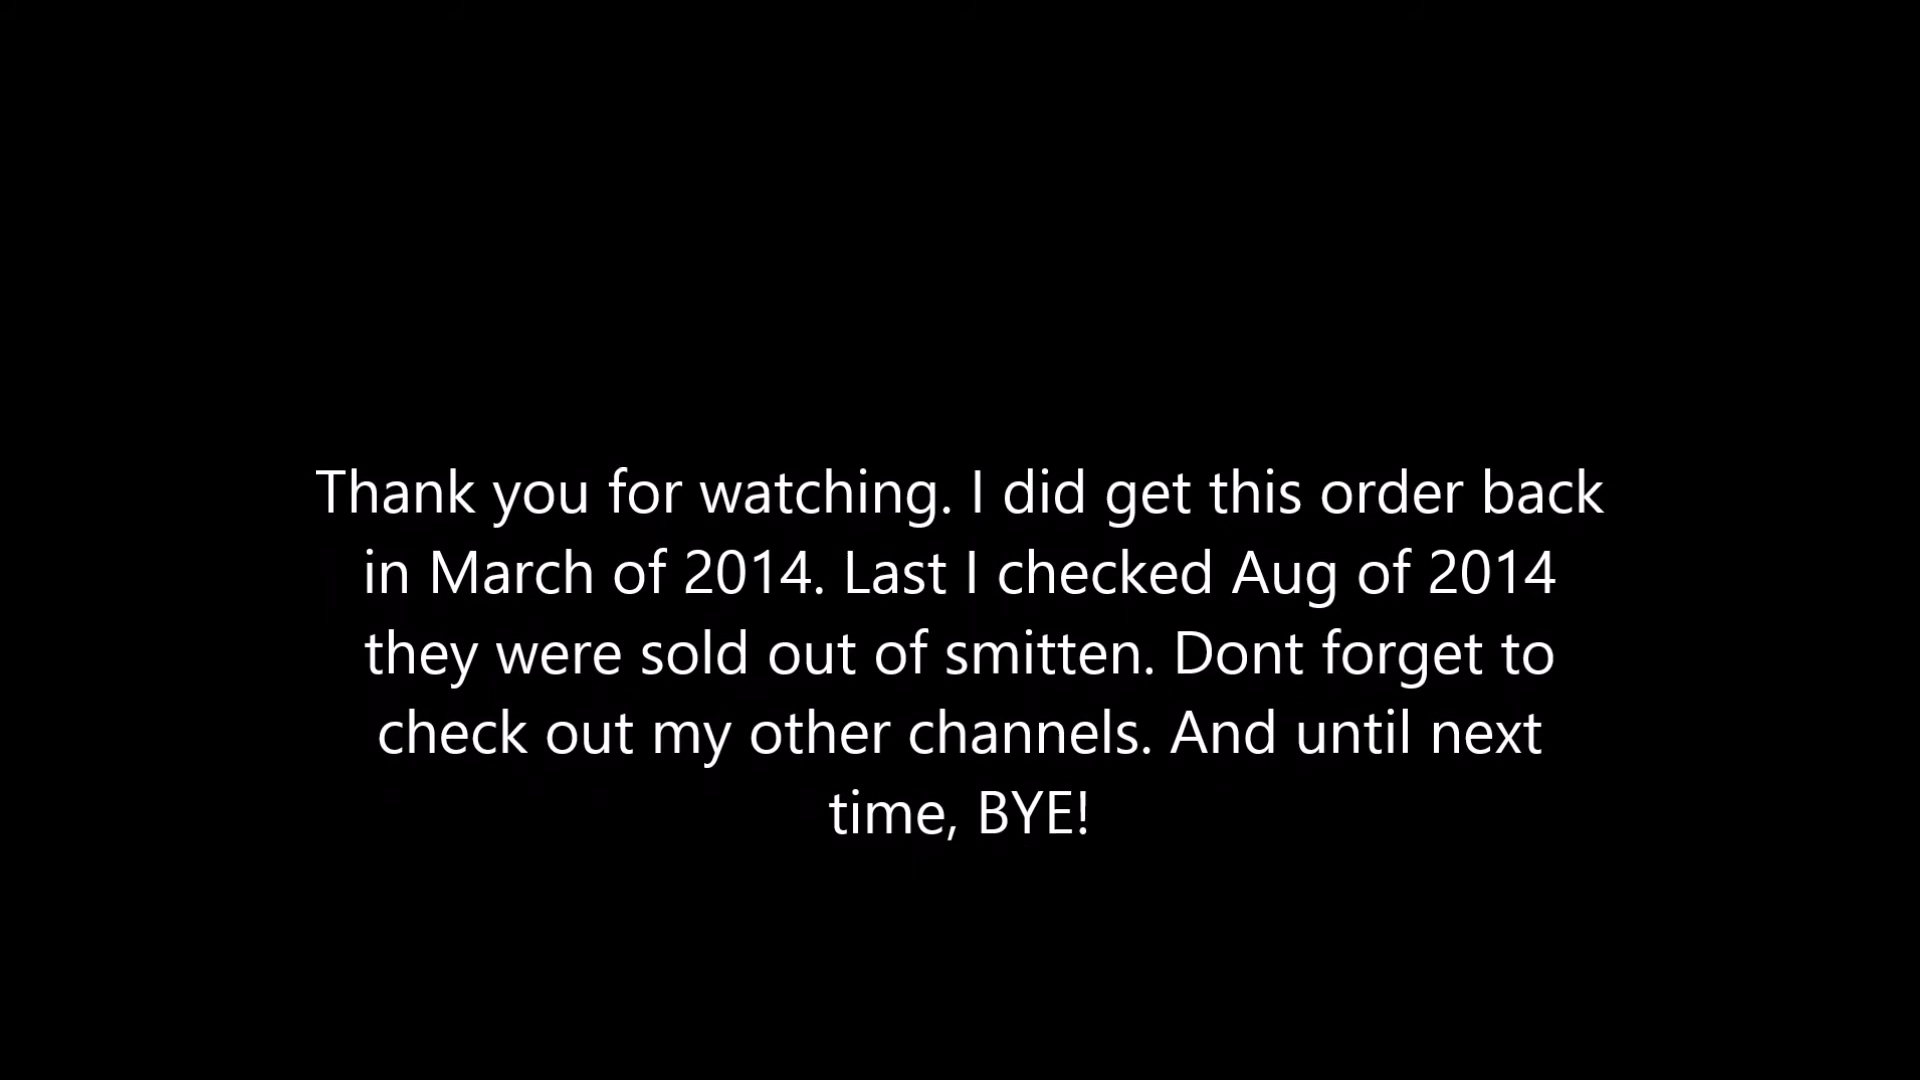 Thank you for watching. I did get this order back
in March of 2014. Last I checked Aug of 2014
they were sold out of smitten. Dont forget to
check out my other channels. And until next
time, BYE!